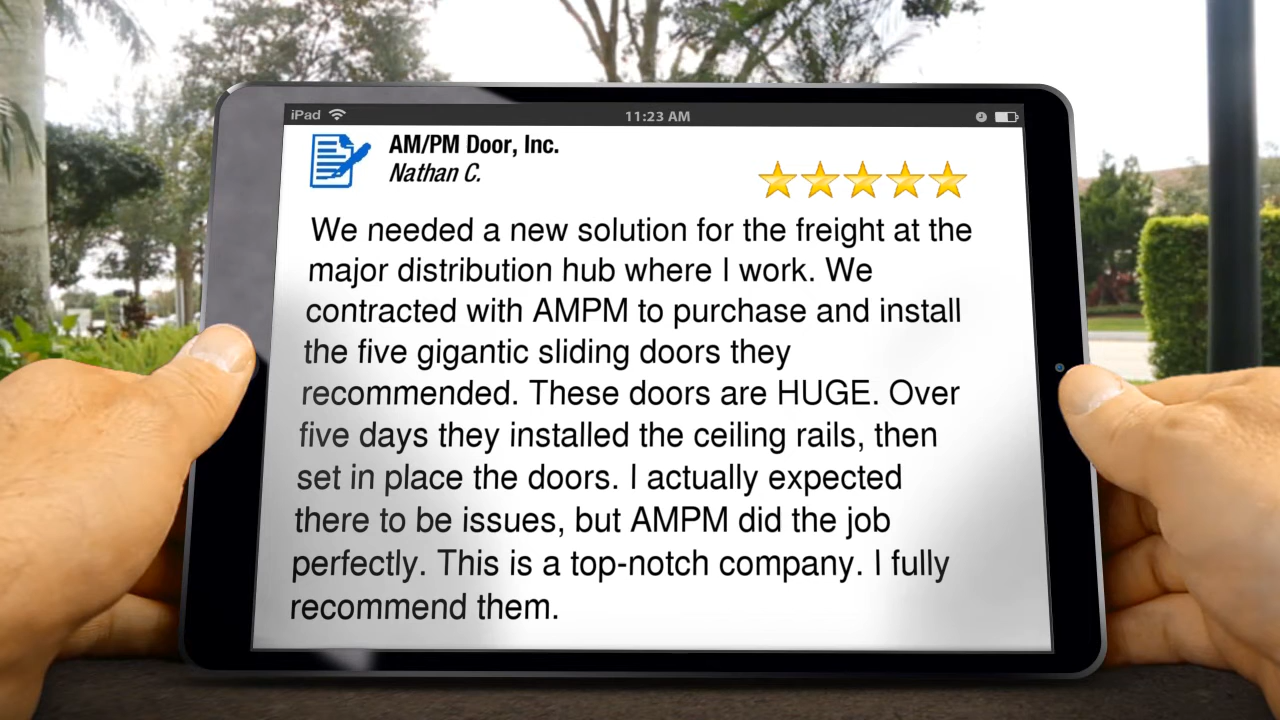 iPad 11:23 AM
AM/PM Door, Inc.
Nathan C.
We needed a new solution for the freight at the
major distribution hub where I work. We
contracted with AMPM to purchase and install
the five gigantic sliding doors they
recommended. These doors are HUGE. Over
five days they installed the ceiling rails, then
set in place the doors. I actually expected
there to be issues, but AMPM did the job
perfectly. This is a top-notch company. I fully
recommend them.